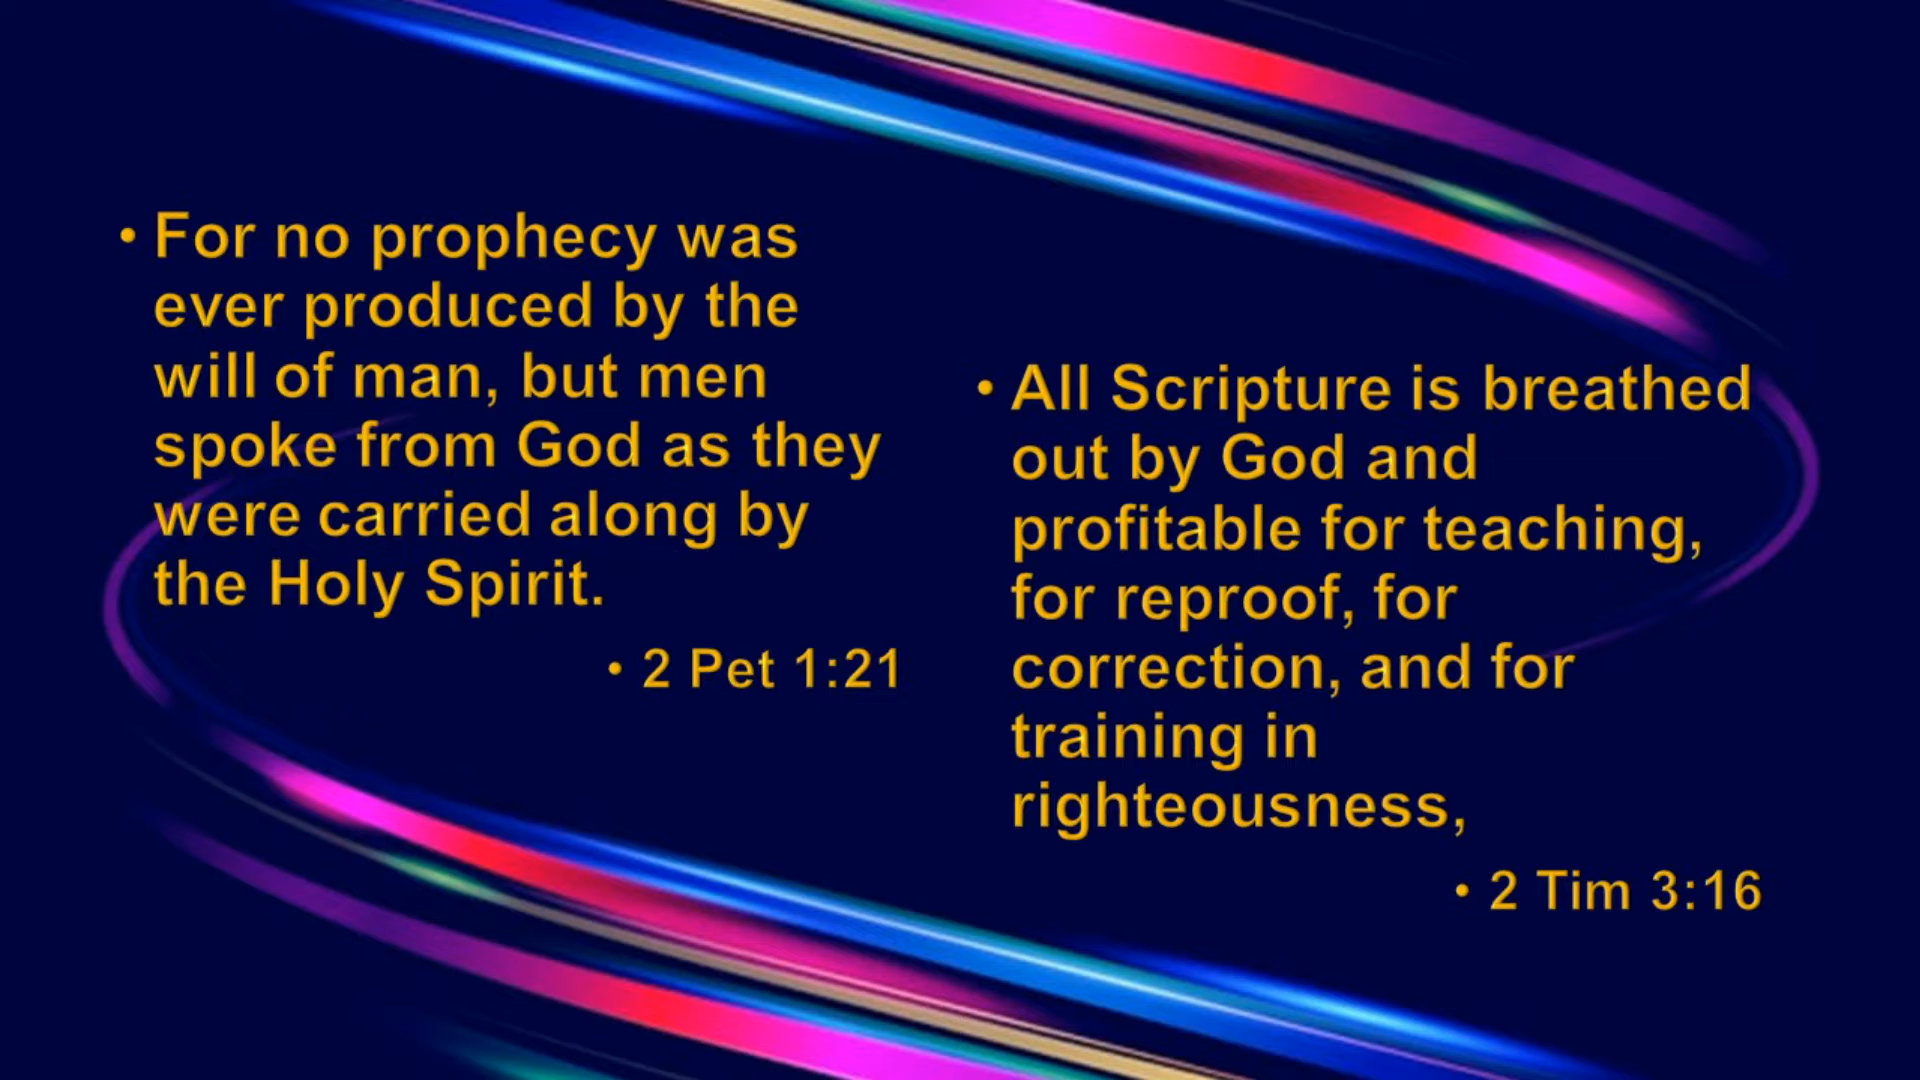 • For no prophecy was
ever produced by the
will of man, but men
spoke from God as they
were carried along by
the Holy Spirit.
• 2 Pet 1:21
• All Scripture is breathed
out by God and
profitable for teaching,
for reproof, for
correction, and for
training in
righteousness,
• 2 Tim 3:16